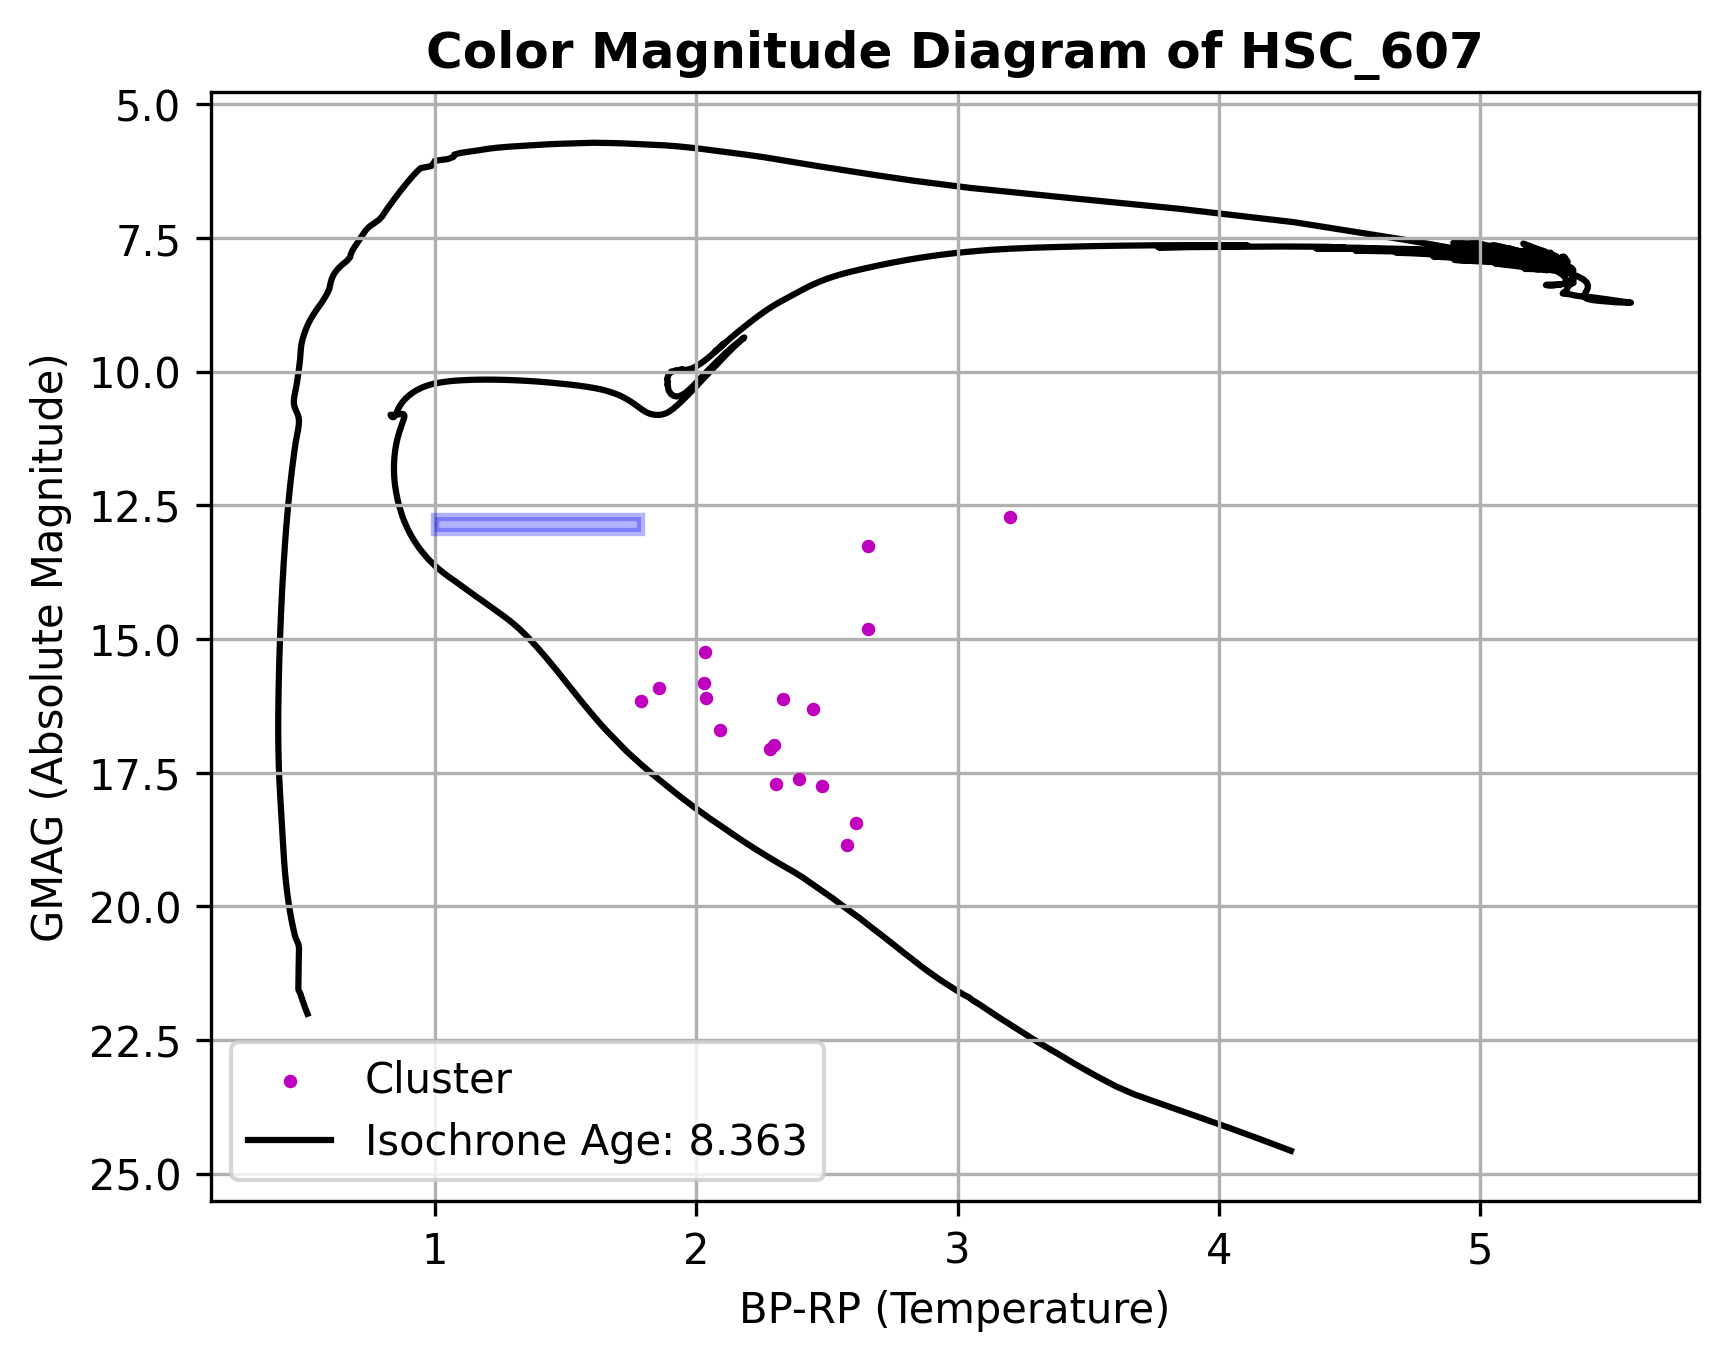 Color Magnitude Diagram of HSC_607
GMAG (Absolute Magnitude)
5.0
7.5
10.0
12.5
15.0
17.5
20.0
22.5
25.0
Cluster
Isochrone Age: 8.363
1 2 3 4 5
BP-RP (Temperature)